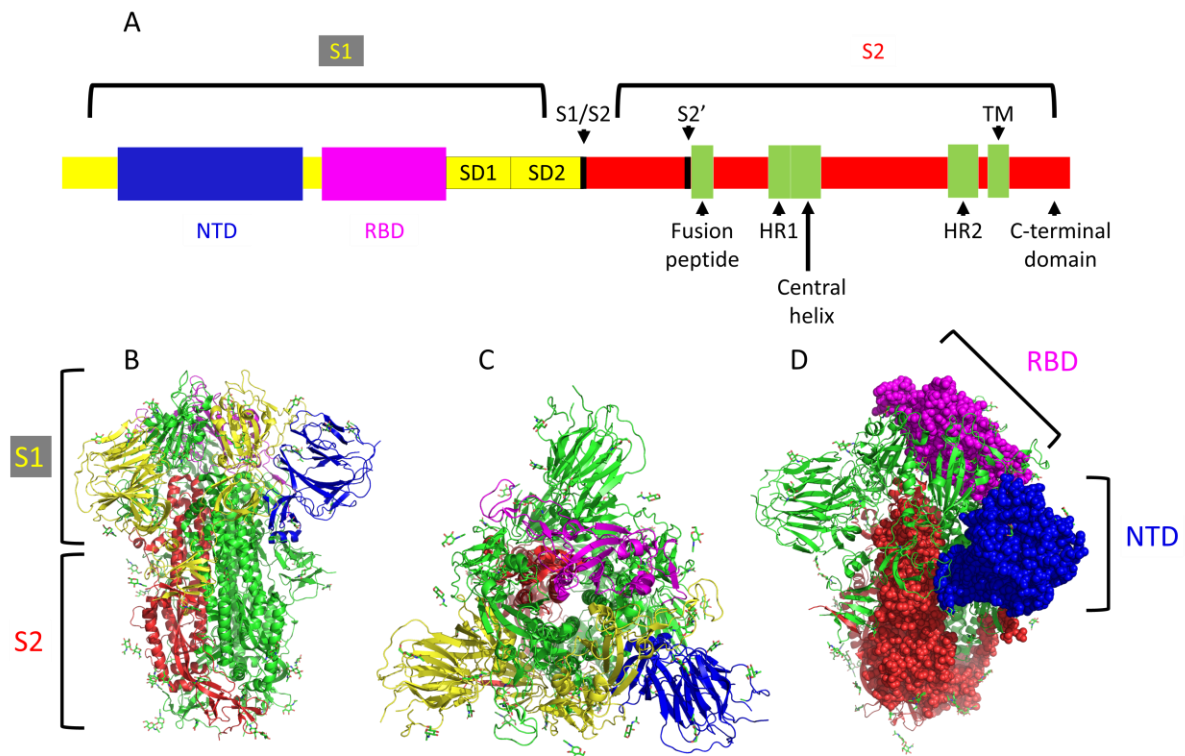 A
S1
S2
S1/S2
S2’
TM
SD1
SD2
NTD
RBD
Fusion
peptide
HR1
Central
helix
HR2
C-terminal
domain
B
C
D
RBD
S1
NTD
S2